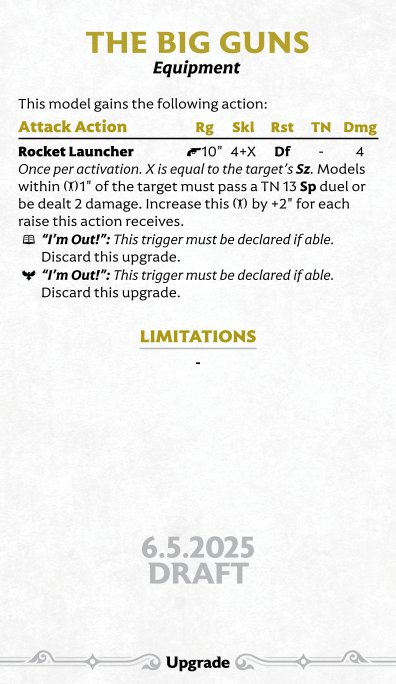 THE BIG GUNS
Equipment
This model gains the following action:
Attack Action Rg Skl Rst TN Dmg
Rocket Launcher 10" 4+X Df - 4
Once per activation. X is equal to the target's Sz. Models
within 1" of the target must pass a TN 13 Sp duel or
be dealt 2 damage. Increase this by +2" for each
raise this action receives.
"I'm Out!": This trigger must be declared if able.
Discard this upgrade.
"I'm Out!": This trigger must be declared if able.
Discard this upgrade.
LIMITATIONS
-
6.5.2025
DRAFT
Upgrade